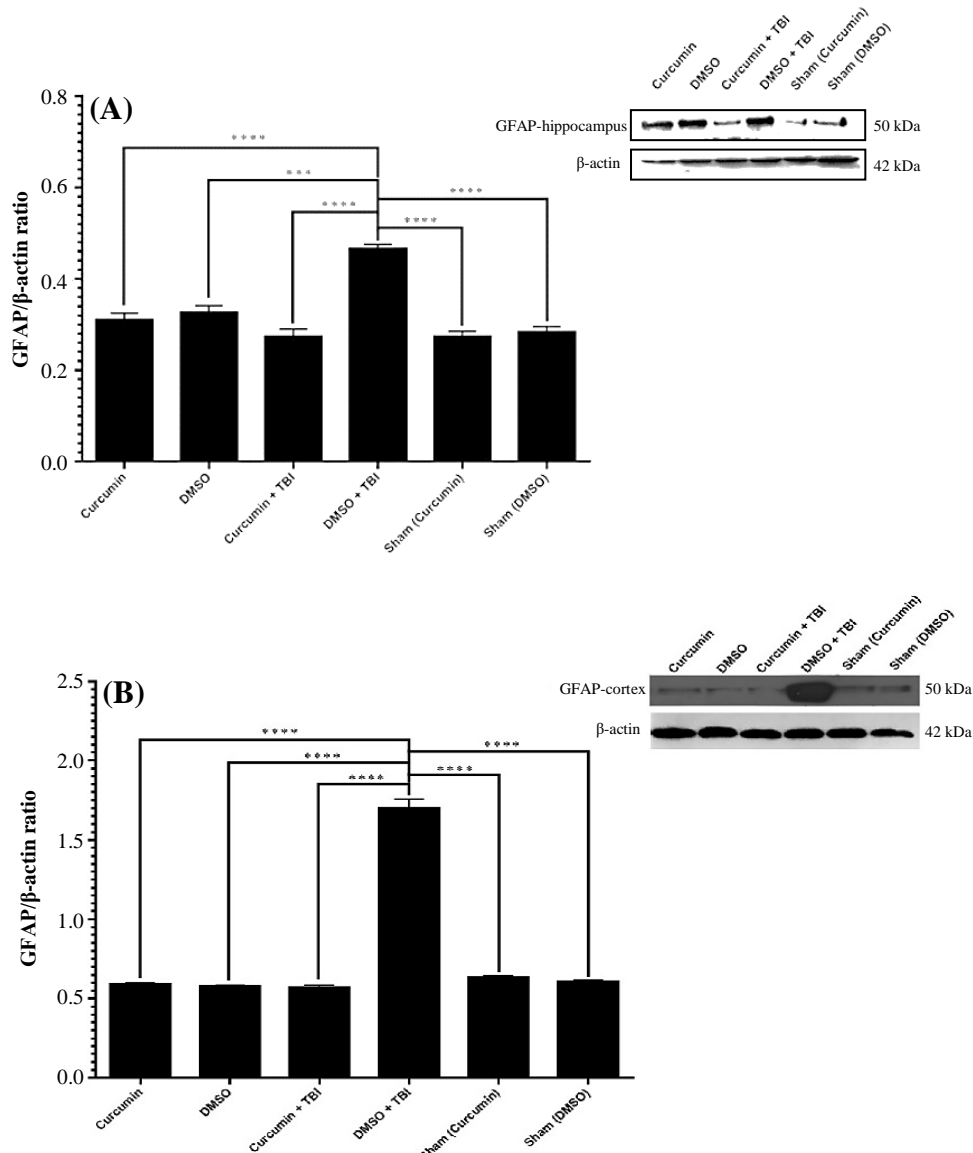 Curcumin
DMSO
Curcumin + TBI
DMSO + TBI
Sham (Curcumin)
Sham (DMSO)
GFAP-hippocampus
50 kDa
β-actin
42 kDa
(A)
0.8
0.6
0.4
0.2
0.0
GFAP/β-actin ratio
****
***
****
****
****
Curcumin
DMSO
Curcumin + TBI
DMSO + TBI
Sham (Curcumin)
Sham (DMSO)
Curcumin
DMSO
Curcumin + TBI
DMSO + TBI
Sham (Curcumin)
Sham (DMSO)
GFAP-cortex
50 kDa
β-actin
42 kDa
(B)
2.5
2.0
1.5
1.0
0.5
0.0
GFAP/β-actin ratio
****
****
****
****
****
Curcumin
DMSO
Curcumin + TBI
DMSO + TBI
Sham (Curcumin)
Sham (DMSO)